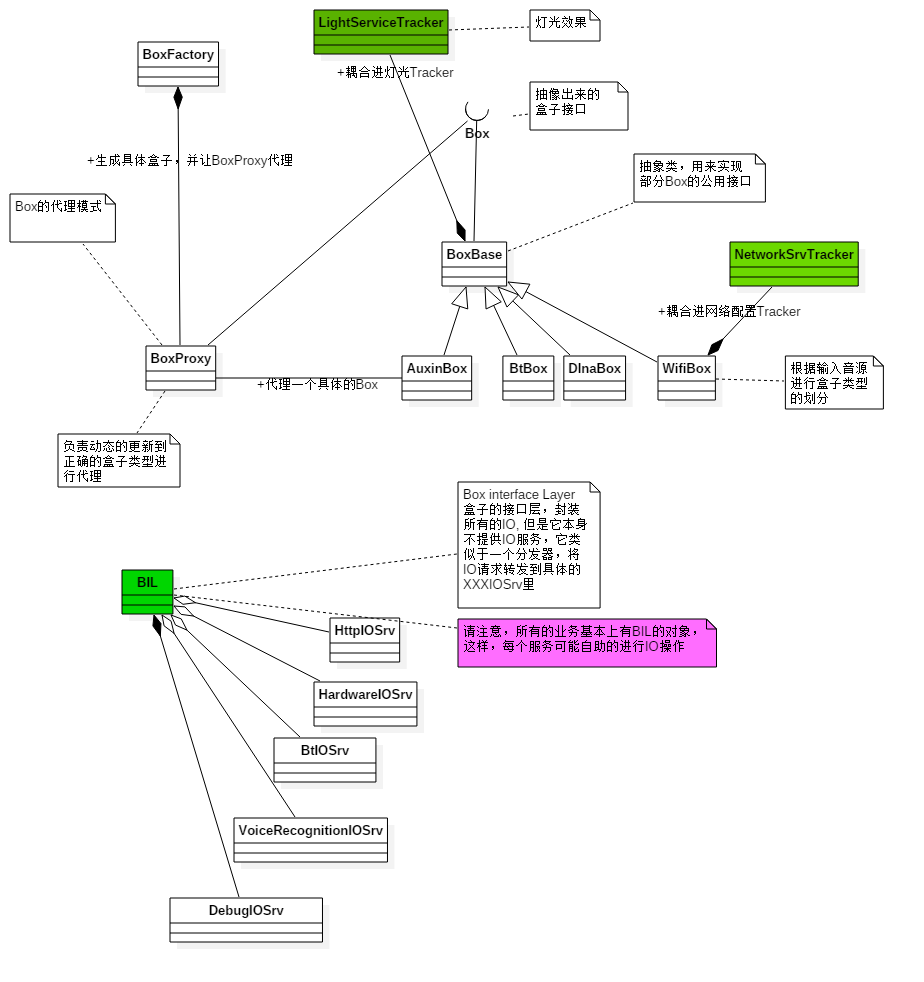 LightServiceTracker
灯光效果
BoxFactory
+耦合进灯光Tracker
抽像出来的
盒子接口
Box
+生成具体盒子，并让BoxProxy代理
抽象类，用来实现
部分Box的公用接口
Box的代理模式
BoxBase
NetworkSrvTracker
+耦合进网络配置Tracker
BoxProxy
AuxinBox
BtBox
DlnaBox
WifiBox
根据输入音源
进行盒子类型
的划分
+代理一个具体的Box
负责动态的更新到
正确的盒子类型进
行代理
Box interface Layer
盒子的接口层，封装
所有的IO, 但是它本身
不提供IO服务，它类
似于一个分发器，将
IO请求转发到具体的
XXXIOSrv里
BIL
HttpIOSrv
请注意，所有的业务基本上有BIL的对象，
这样，每个服务可能自助的进行IO操作
HardwareIOSrv
BtIOSrv
VoiceRecognitionIOSrv
DebugIOSrv